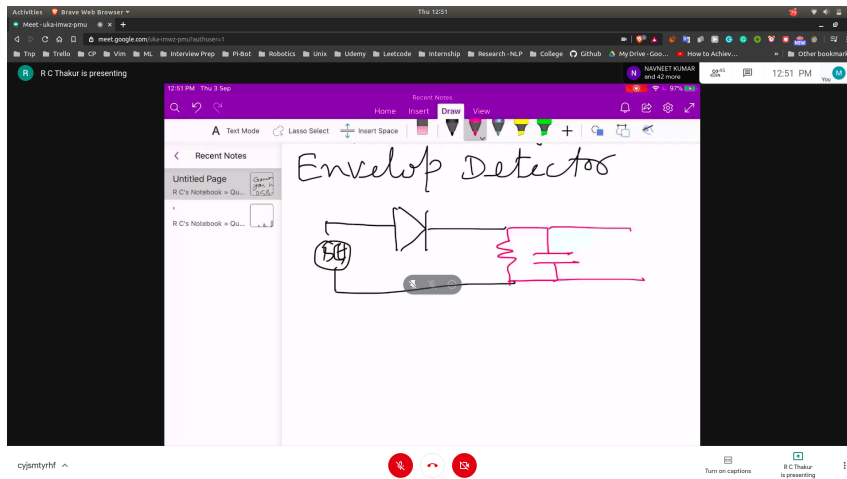 Activities Brave Web Browser Thu 12:51
Meet - uka-imwz-pmu
meet.google.com/uka-imwz-pmu?authuser=1
Tnp Trello CP Vim ML Interview Prep Pi-Bot Robotics Unix Udemy Leetcode Internship Research - NLP College Github My Drive - Goo... How to Achiev... » Other bookmar
R R C Thakur is presenting
N NAVNEET KUMAR
and 42 more
12:51 PM You M
12:51 PM Thu 3 Sep 97%
Recent Notes
Home Insert Draw View
A Text Mode Lasso Select Insert Space
Recent Notes
Untitled Page
R C's Notebook » Qu...
R C's Notebook » Qu...
Envelop Detector
cyjsmtyrhf
Turn on captions
R C Thakur
is presenting